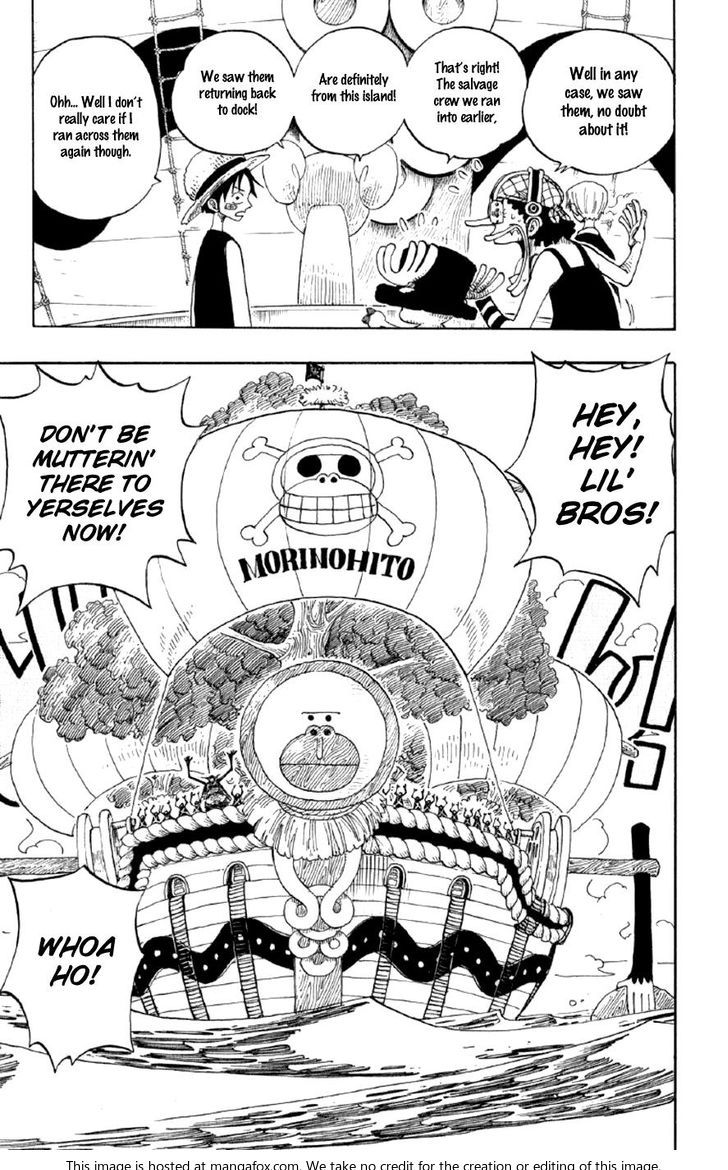 Well in any
case, we saw
them, no doubt
about it!
That's right!
The salvage
crew we ran
into earlier,
Are definitely
from this island!
We saw them
returning back
to dock!
Ohh... Well I don't
really care if I
ran across them
again though.
HEY,
HEY!
LIL'
BROS!
DON'T BE
MUTTERIN'
THERE TO
YERSELVES
NOW!
MORINOHITO
WHOA
HO!
This image is hosted at mangafox.com. We take no credit for the creation or editing of this image.